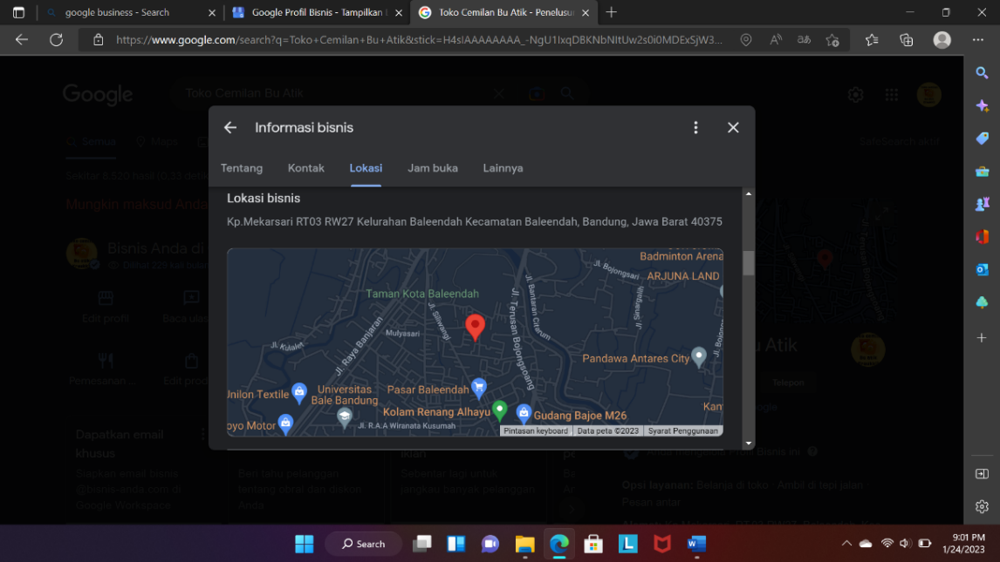 google business - Search
Google Profil Bisnis - Tampilkan
Toko Cemilan Bu Atik - Penelusu
https://www.google.com/search?q=Toko+Cemilan+Bu+Atik&stick=H4sIAAAAAAAA_-NgU1IxqDBKNbNItUw2s0i0MDExSjW3...
Google
Toko Cemilan Bu Atik
Semua
Maps
SafeSearch aktif
Sekitar 8.520 hasil (0,33 detik
Mungkin maksud Anda
Bisnis Anda di
Dilihat 229 kali bulan
Edit profil
Baca ulas
Pemesanan ...
Edit prod
Dapatkan email
khusus
Siapkan email bisnis
@bisnis-anda.com di
Google Workspace
Informasi bisnis
Tentang
Kontak
Lokasi
Jam buka
Lainnya
Lokasi bisnis
Kp.Mekarsari RT03 RW27 Kelurahan Baleendah Kecamatan Baleendah, Bandung, Jawa Barat 40375
Badminton Arena
Jl. Bojongsari
ARJUNA LAND
Taman Kota Baleendah
Jl. Bantaran Citarum
Jl. Terusan Bojongsoang
Jl. Sinargalih
Jl. Siliwangi
Mulyasari
Jl. Kulalet
Jl. Raya Banjaran
Pandawa Antares City
Jl. Bojong
Unilon Textile
Universitas
Bale Bandung
Pasar Baleendah
Kolam Renang Alhayu
Gudang Bajoe M26
Kan
oyo Motor
Jl. R.A.A Wiranata Kusumah
Pintasan keyboard
Data peta ©2023
Syarat Penggunaan
iklan
Beri tahu pelanggan
tentang obral dan diskon
Anda
Sebentar lagi untuk
jangkau banyak pelanggan
u Atik
Telepon
Anda mengelola Profil Bisnis ini
Opsi layanan: Belanja di toko · Ambil di tepi jalan ·
Pesan antar
Search
9:01 PM
1/24/2023